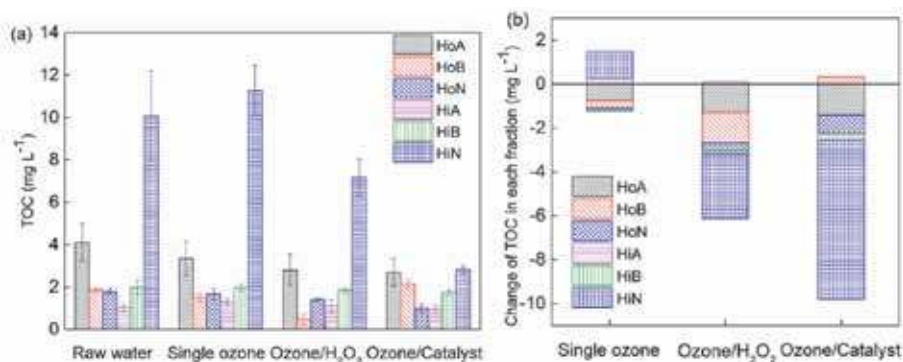 (a)
14
12
10
8
6
4
2
0
TOC (mg L⁻¹)
HoA
HoB
HoN
HiA
HiB
HiN
Raw water Single ozone Ozone/H₂O₂ Ozone/Catalyst
(b)
2
0
-2
-4
-6
-8
-10
Change of TOC in each fraction (mg L⁻¹)
HoA
HoB
HoN
HiA
HiB
HiN
Single ozone Ozone/H₂O₂ Ozone/Catalyst